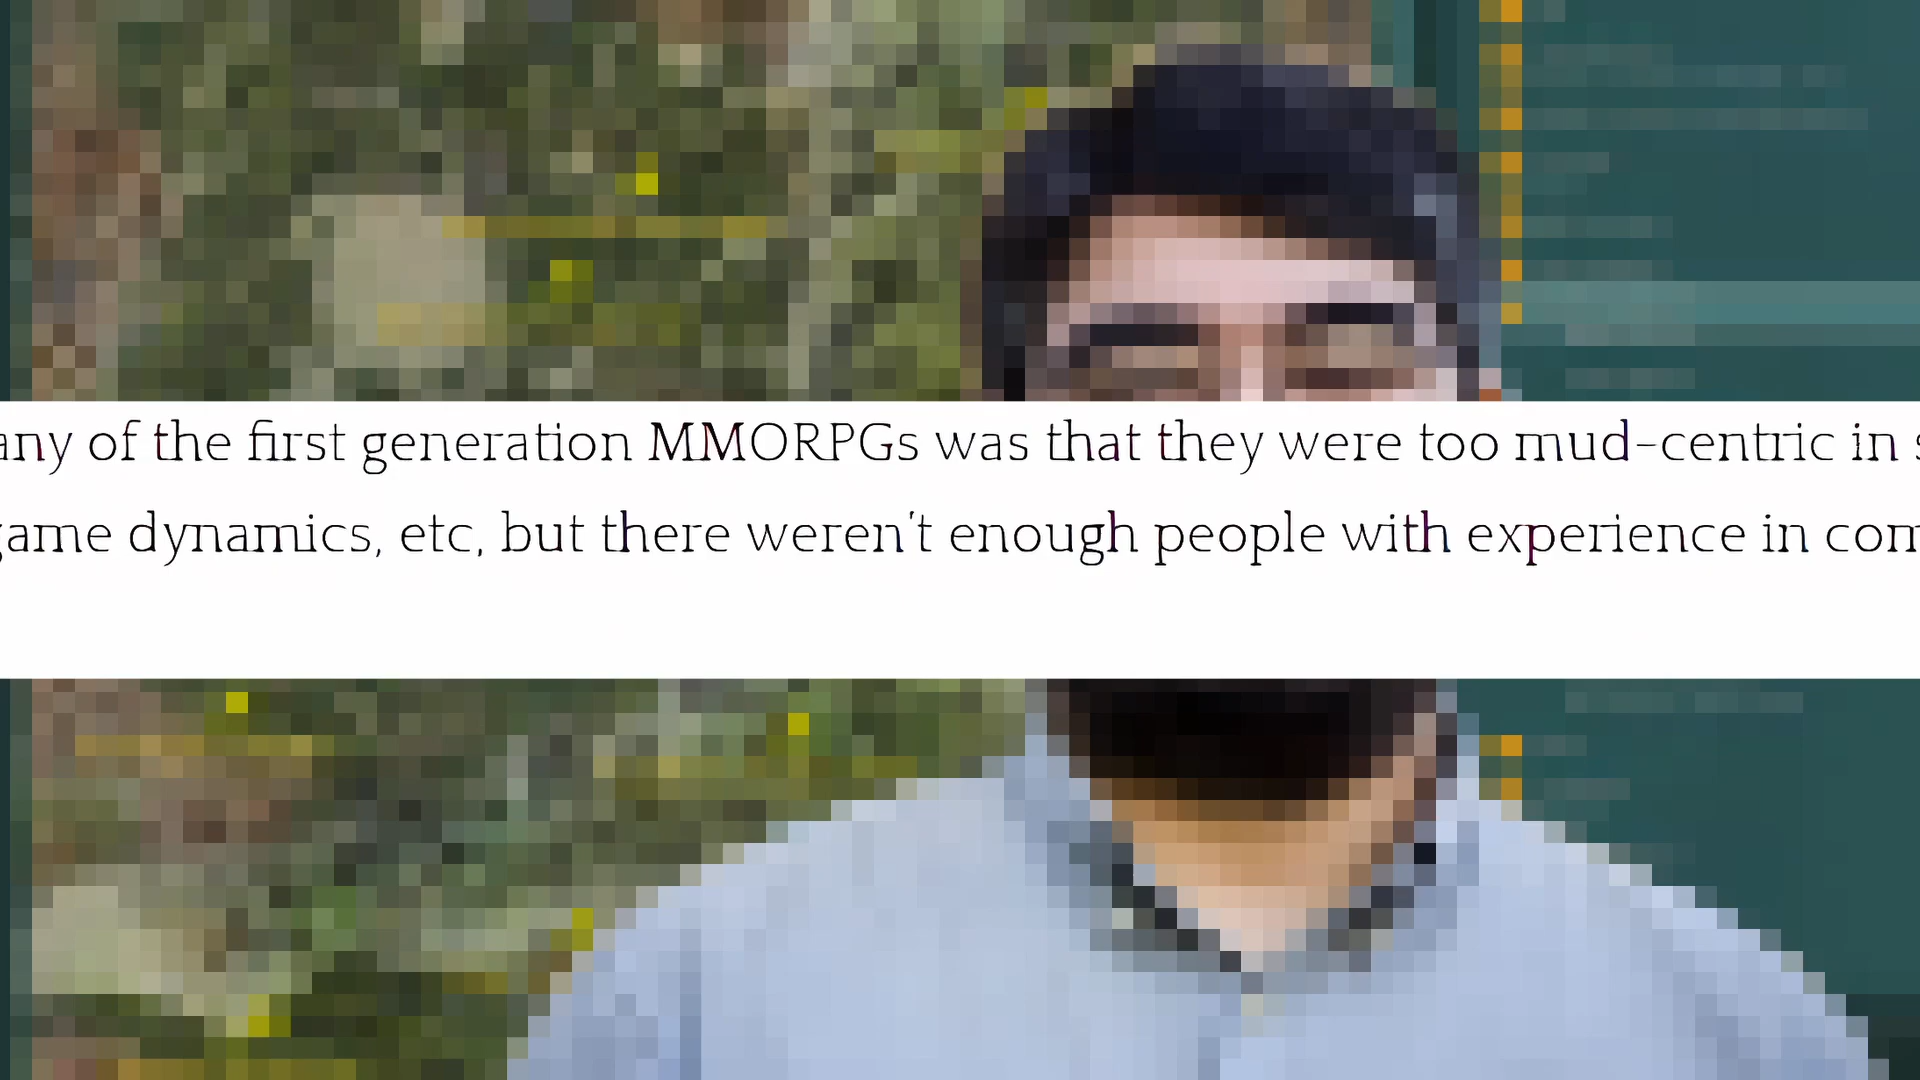 any of the first generation MMORPGs was that they were too mud-centric in
game dynamics, etc, but there weren't enough people with experience in